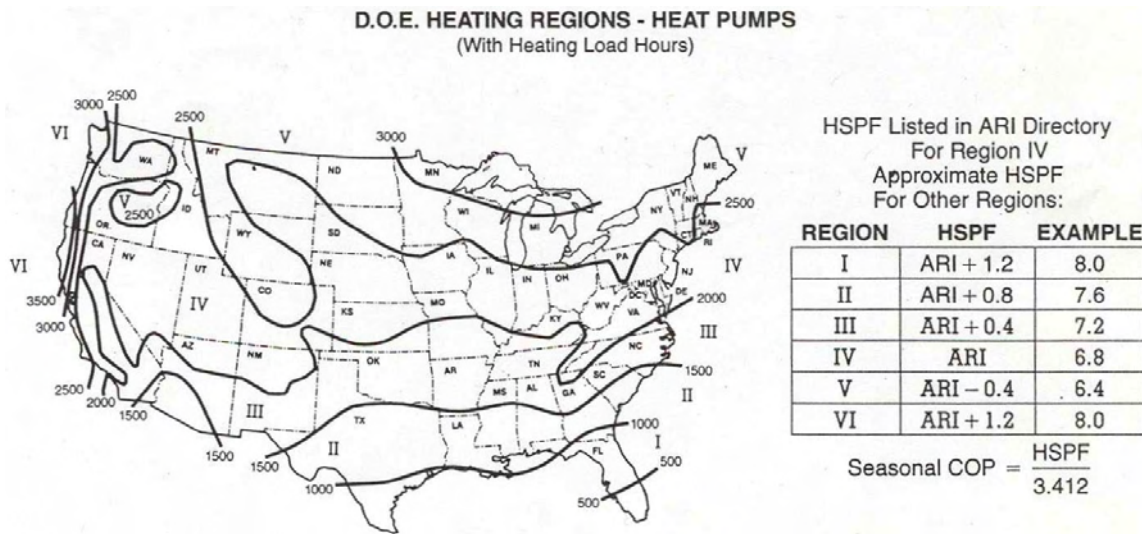 D.O.E. HEATING REGIONS - HEAT PUMPS
(With Heating Load Hours)
3000
2500
VI
2500
V
3000
V
WA
MT
ND
MN
ME
VT
NH
V
2500
OR
ID
WI
MI
NY
MA
2500
CT
RI
WY
SD
CA
NV
IA
PA
VI
UT
NE
IL
IN
OH
NJ
IV
MD
DE
DC
IV
CO
MO
WV
VA
2000
3500
KS
KY
III
3000
AZ
NM
OK
TN
NC
AR
SC
1500
2500
2000
1500
MS
AL
GA
II
III
TX
LA
II
1000
I
1500
1500
FL
500
1000
500
HSPF Listed in ARI Directory
For Region IV
Approximate HSPF
For Other Regions:
REGION HSPF EXAMPLE
I ARI + 1.2 8.0
II ARI + 0.8 7.6
III ARI + 0.4 7.2
IV ARI 6.8
V ARI – 0.4 6.4
VI ARI + 1.2 8.0
Seasonal COP = HSPF
3.412